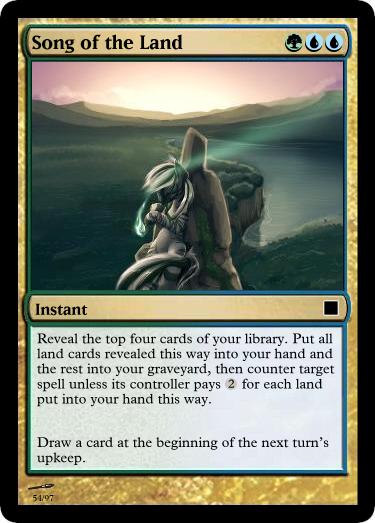 Song of the Land
Instant
Reveal the top four cards of your library. Put all
land cards revealed this way into your hand and
the rest into your graveyard, then counter target
spell unless its controller pays 2 for each land
put into your hand this way.
Draw a card at the beginning of the next turn's
upkeep.
54/97